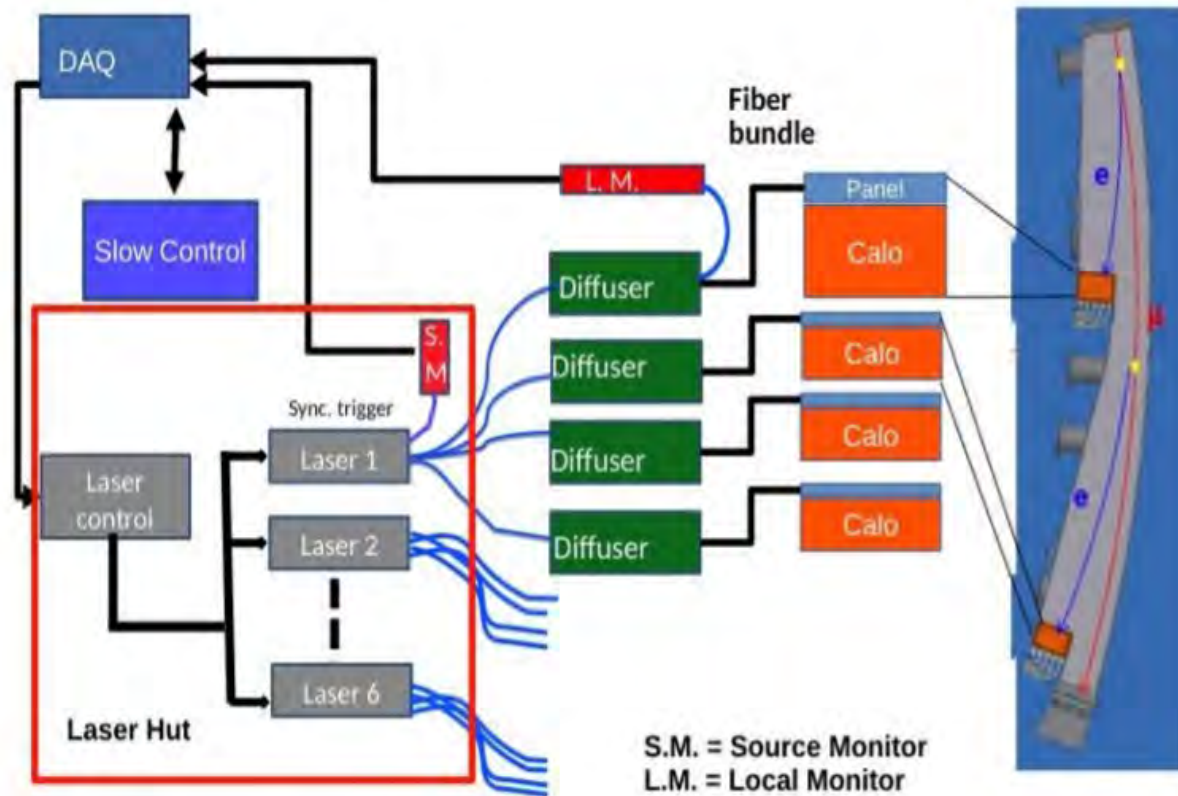 DAQ
Slow Control
Fiber
bundle
L. M.
Panel
Calo
Diffuser
S.
M
Diffuser
Calo
Sync. trigger
Laser 1
Diffuser
Calo
Laser
control
Laser 2
Diffuser
Calo
Laser 6
Laser Hut
S.M. = Source Monitor
L.M. = Local Monitor
e
μ
e